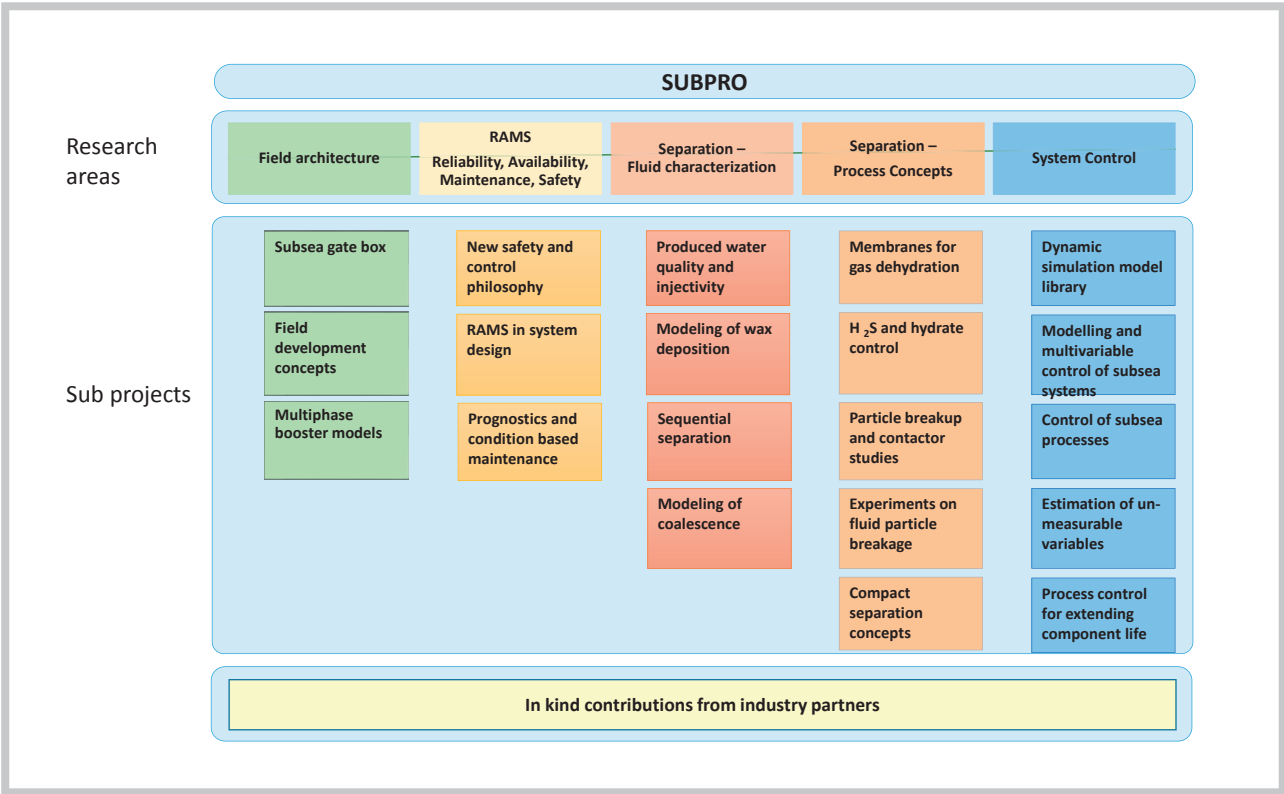 SUBPRO
Research
areas
Field architecture
RAMS
Reliability, Availability,
Maintenance, Safety
Separation –
Fluid characterization
Separation –
Process Concepts
System Control
Sub projects
Subsea gate box
Field
development
concepts
Multiphase
booster models
New safety and
control
philosophy
RAMS in system
design
Prognostics and
condition based
maintenance
Produced water
quality and
injectivity
Modeling of wax
deposition
Sequential
separation
Modeling of
coalescence
Membranes for
gas dehydration
H 2S and hydrate
control
Particle breakup
and contactor
studies
Experiments on
fluid particle
breakage
Compact
separation
concepts
Dynamic
simulation model
library
Modelling and
multivariable
control of subsea
systems
Control of subsea
processes
Estimation of un-
measurable
variables
Process control
for extending
component life
In kind contributions from industry partners